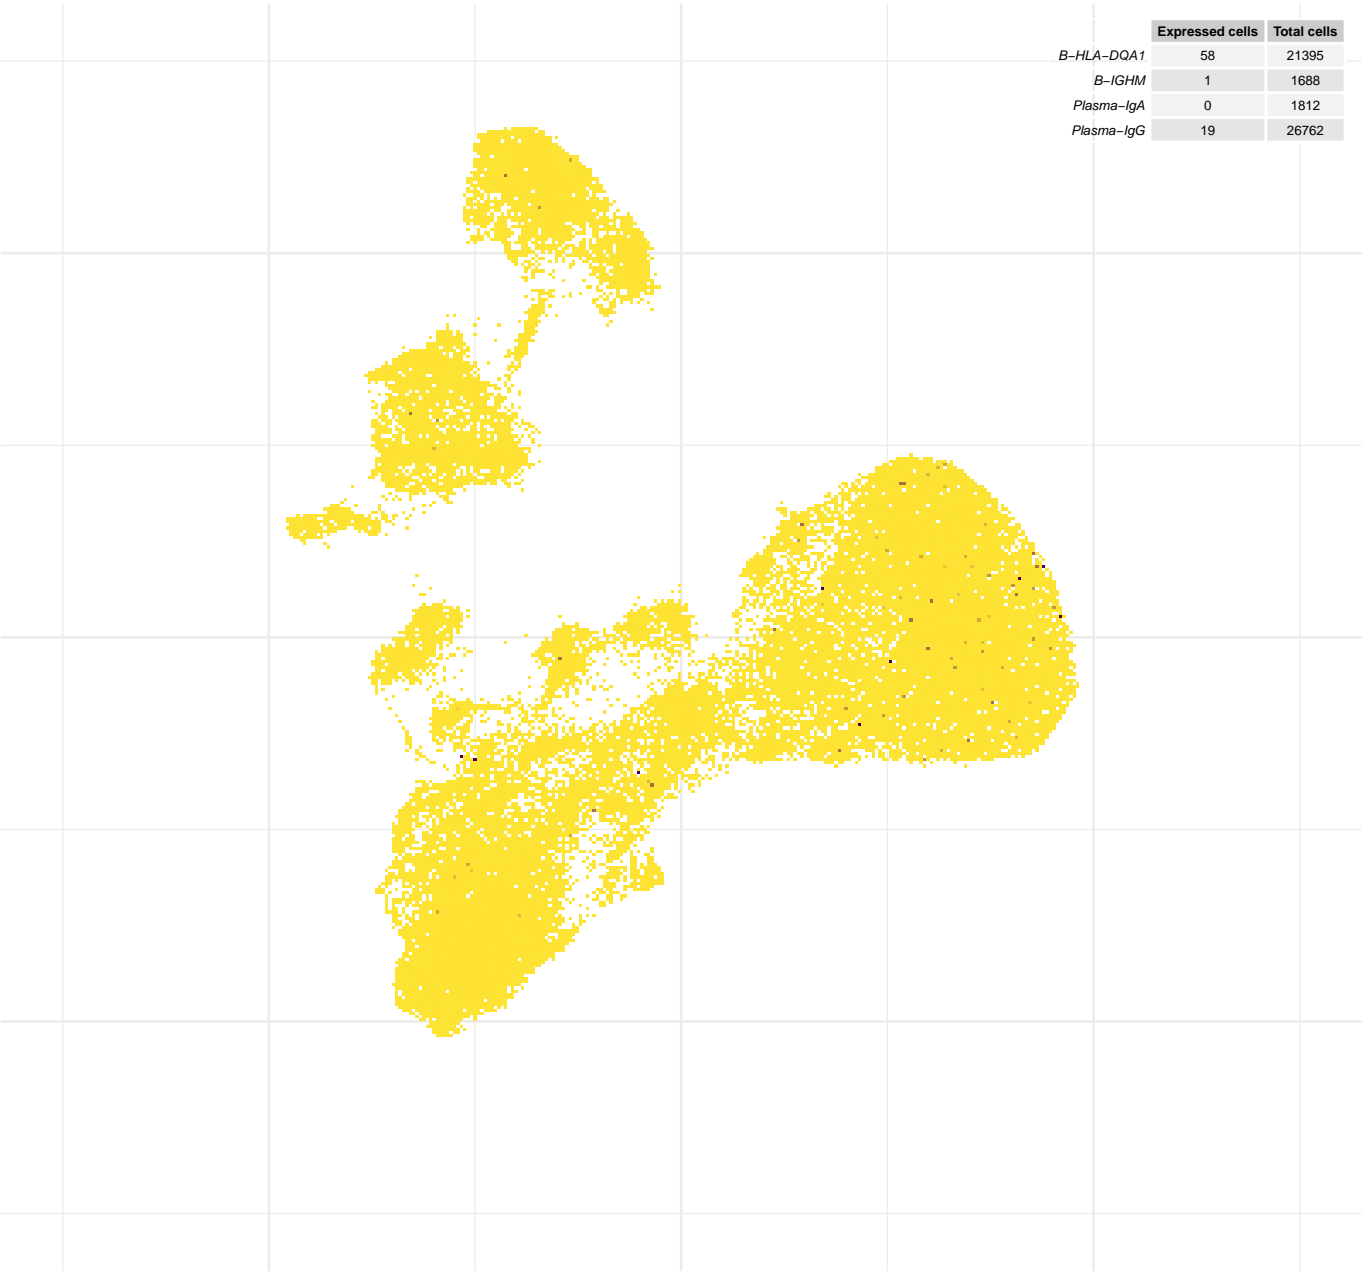 Expressed cells Total cells
B−HLA−DQA1 58 21395
B−IGHM 1 1688
Plasma−IgA 0 1812
Plasma−IgG 19 26762